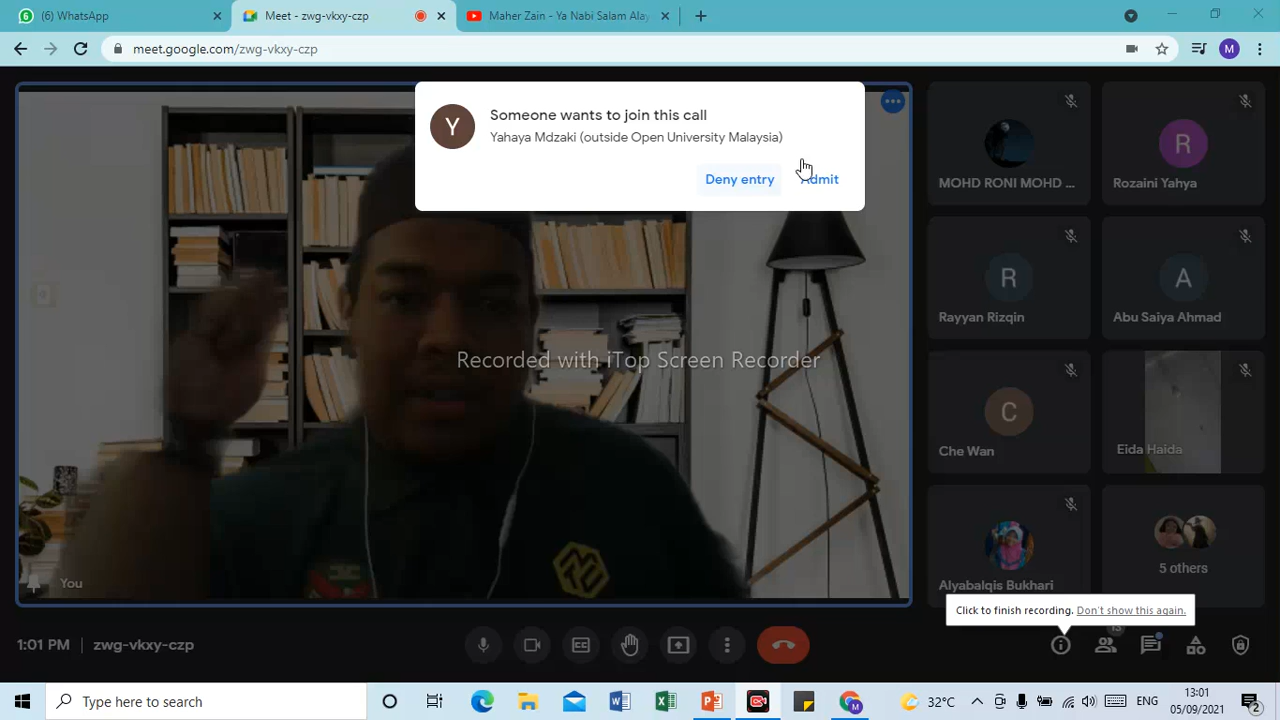 (6) WhatsApp
Meet - zwg-vkxy-czp
Maher Zain - Ya Nabi Salam Alay
meet.google.com/zwg-vkxy-czp
M
Someone wants to join this call
Y
Yahaya Mdzaki (outside Open University Malaysia)
Deny entry
Admit
MOHD RONI MOHD ...
R
Rozaini Yahya
R
Rayyan Rizqin
A
Abu Saiya Ahmad
Recorded with iTop Screen Recorder
C
Che Wan
Eida Haida
Alyabalqis Bukhari
5 others
You
Click to finish recording. Don't show this again.
1:01 PM
zwg-vkxy-czp
13
Type here to search
32°C
ENG
13:01
05/09/2021
2